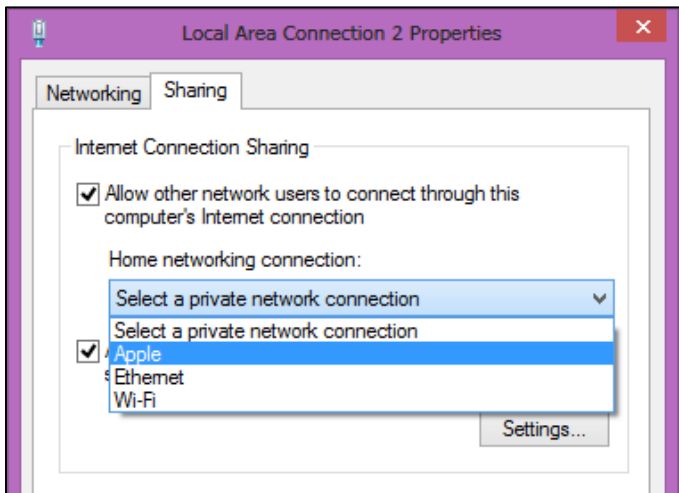 Local Area Connection 2 Properties
Networking
Sharing
Internet Connection Sharing
Allow other network users to connect through this
computer's Internet connection
Home networking connection:
Select a private network connection
Select a private network connection
Apple
Ethernet
Wi-Fi
Settings...